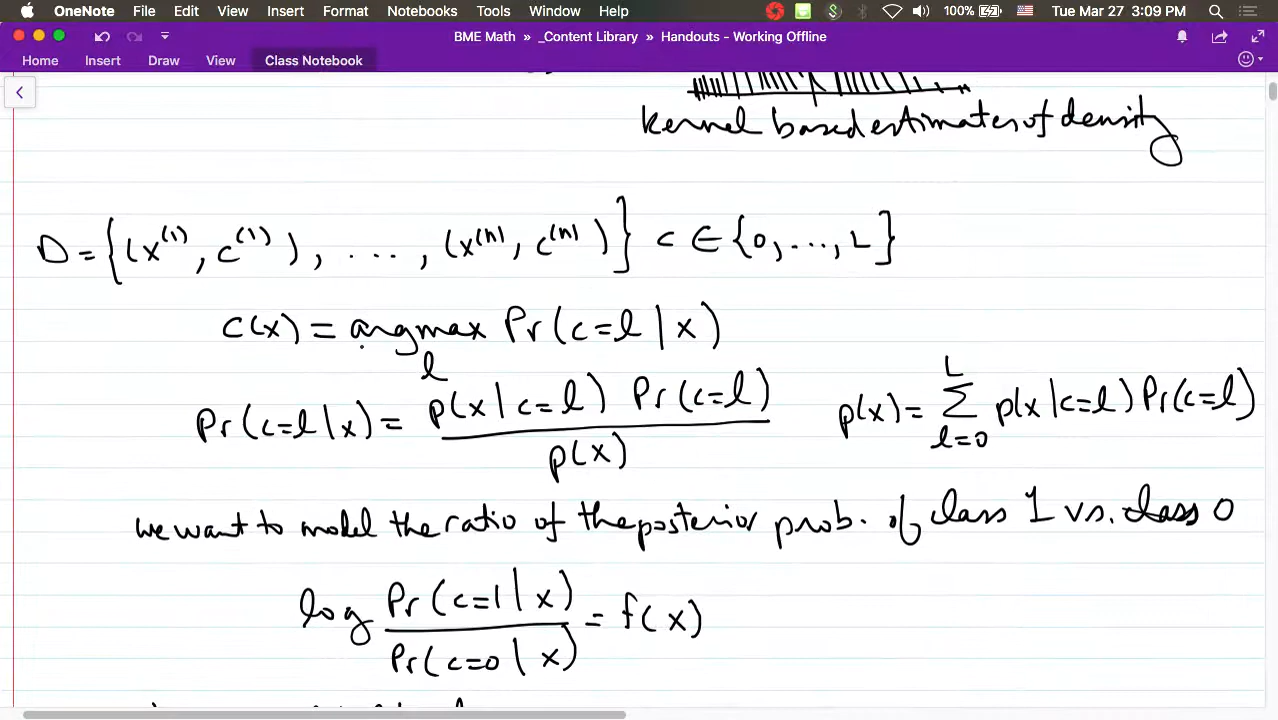 OneNote File Edit View Insert Format Notebooks Tools Window Help 100% Tue Mar 27 3:09 PM
BME Math » _Content Library » Handouts - Working Offline
Home Insert Draw View Class Notebook
kernel based estimates of density
D = {(x^(1), c^(1)), ..., (x^(n), c^(n))} c ∈ {0, ..., L}
c(x) = argmax Pr(c=l | x)
l
Pr(c=l | x) = p(x | c=l) Pr(c=l) / p(x) p(x) = Σ_{l=0}^{L} p(x | c=l) Pr(c=l)
we want to model the ratio of the posterior prob. of class 1 vs. class 0
log Pr(c=1 | x) / Pr(c=0 | x) = f(x)